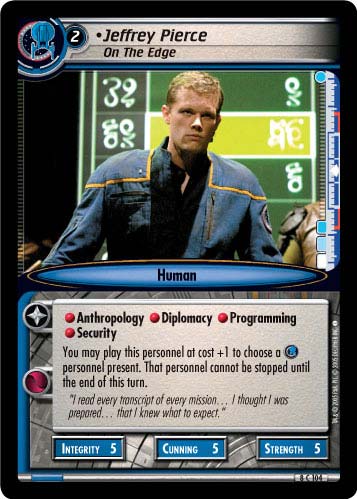 2
•Jeffrey Pierce
On The Edge
Human
Anthropology Diplomacy Programming
Security
You may play this personnel at cost +1 to choose a
personnel present. That personnel cannot be stopped until
the end of this turn.
"I read every transcript of every mission... I thought I was
prepared... that I knew what to expect."
INTEGRITY 5 CUNNING 5 STRENGTH 5
8 C 104